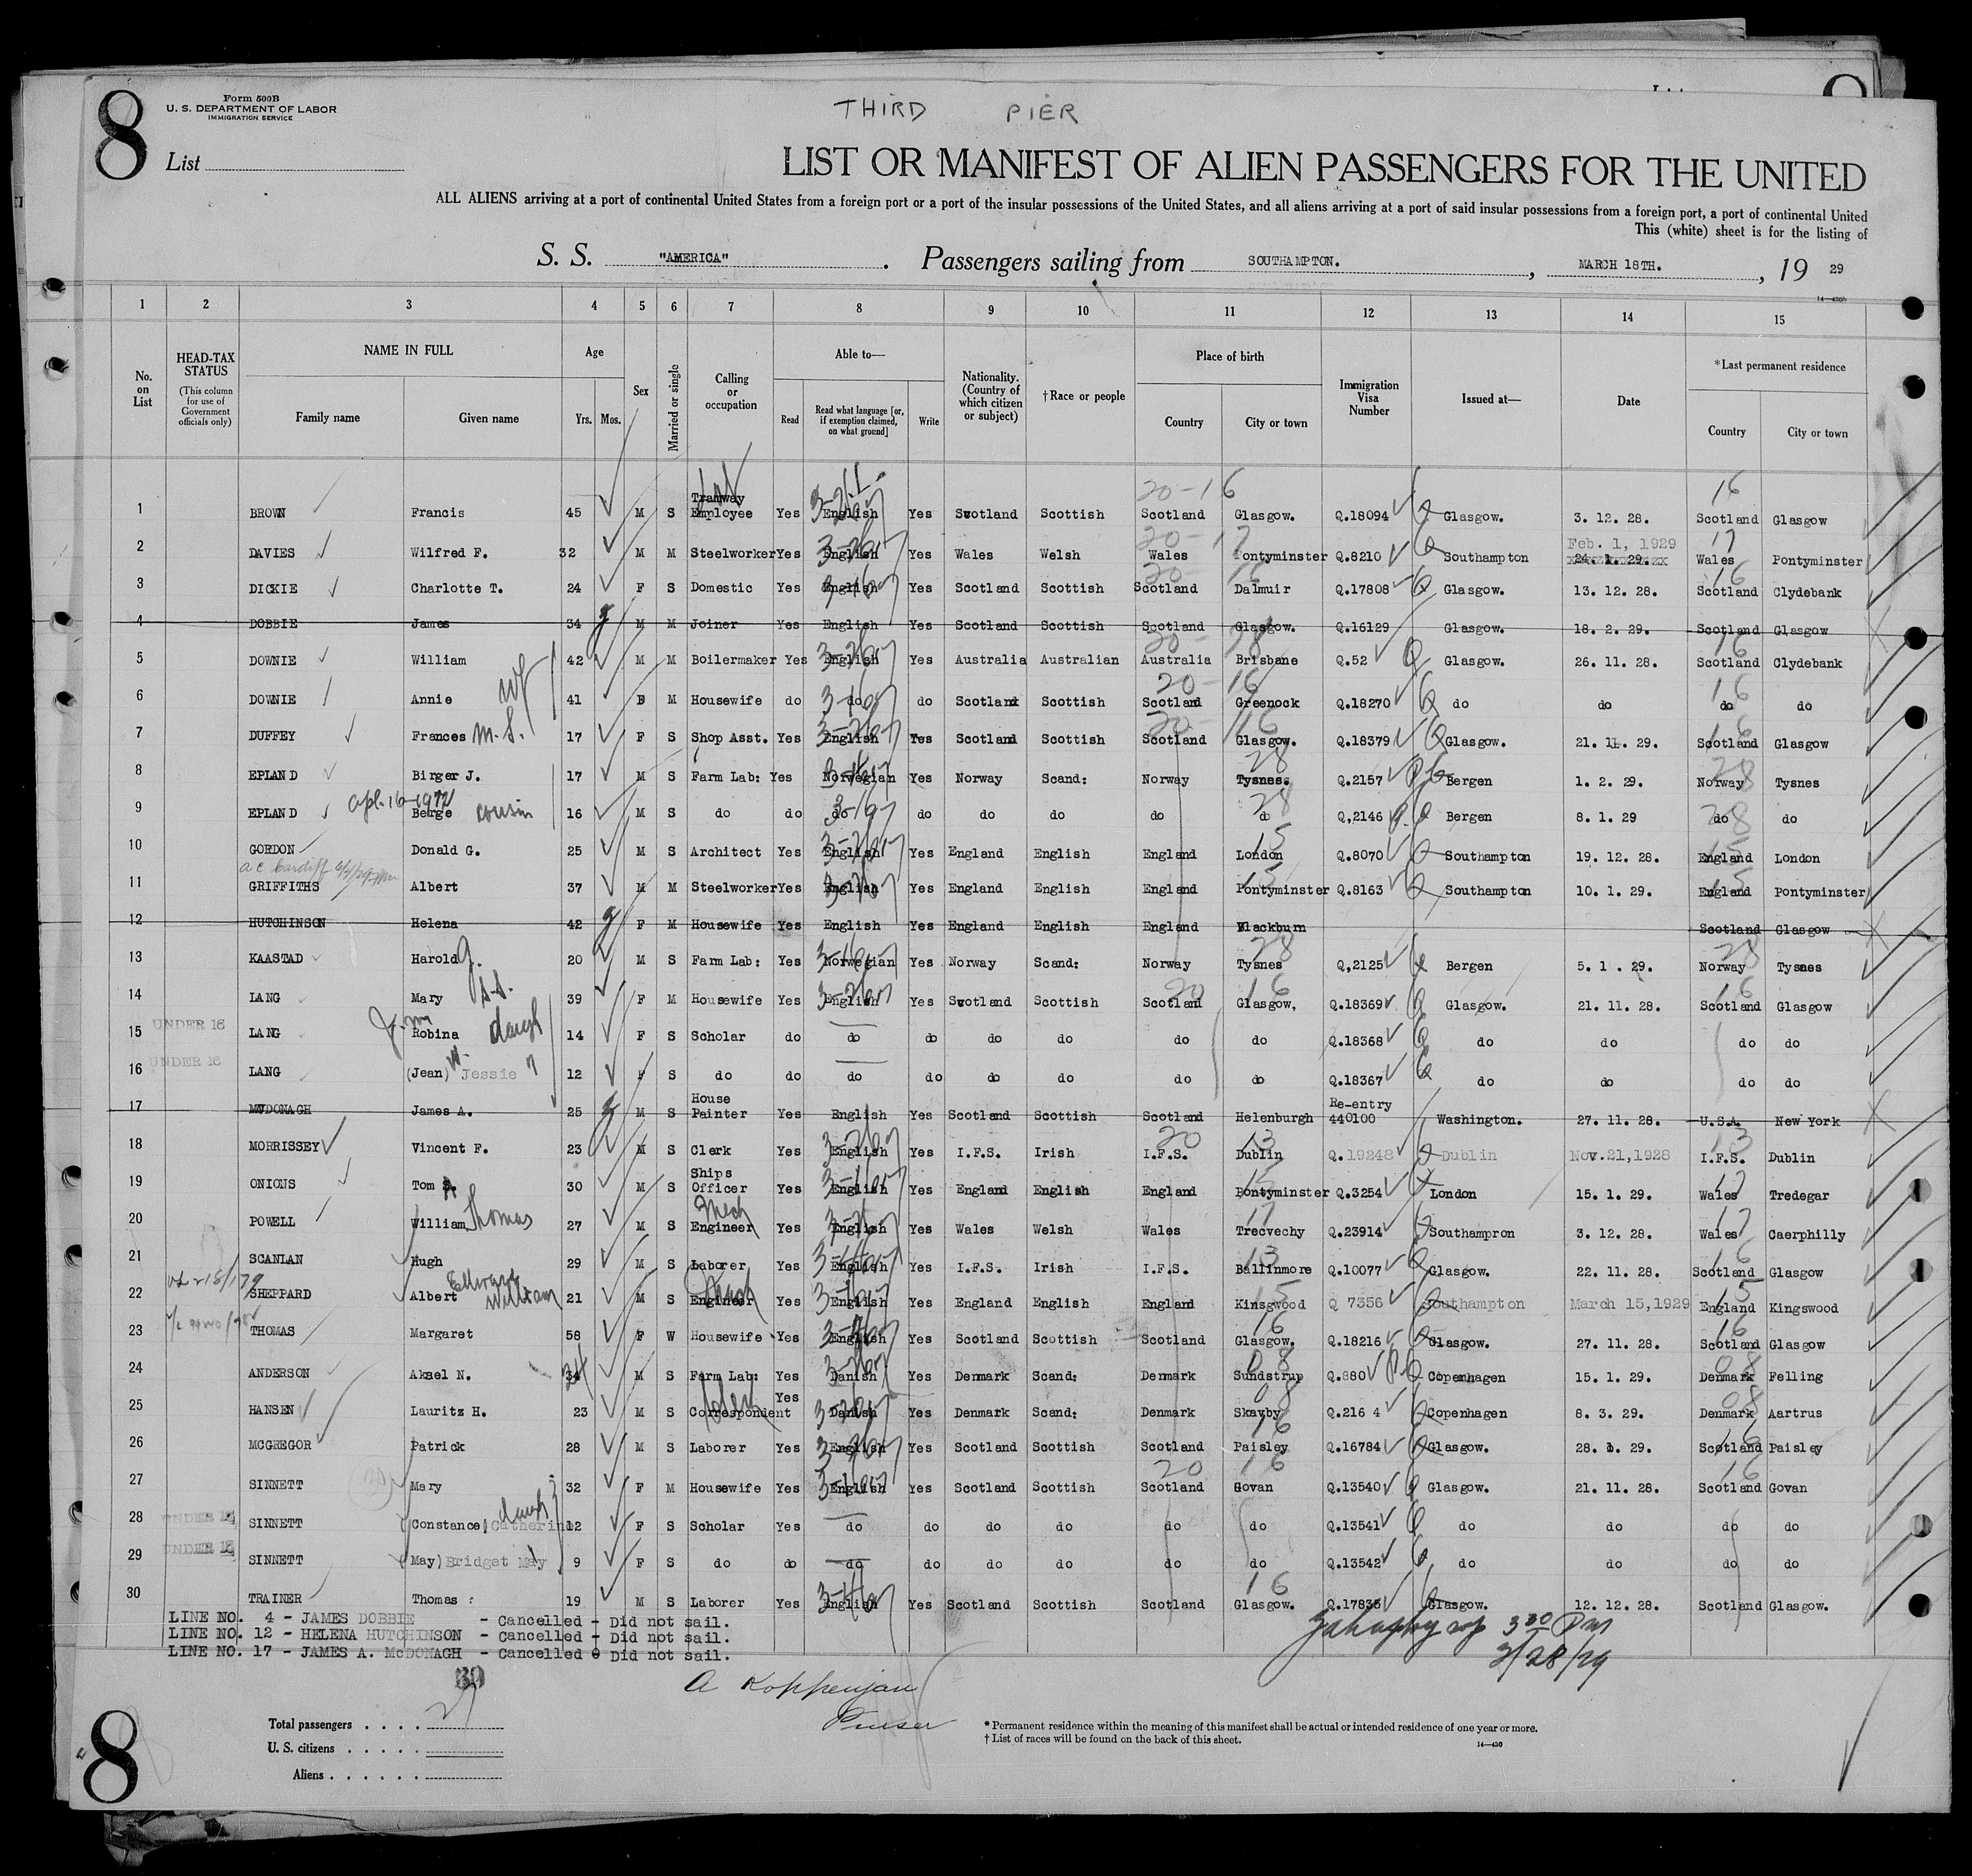 THIRD PIER
8
Form 500B
U. S. DEPARTMENT OF LABOR
IMMIGRATION SERVICE
List
LIST OR MANIFEST OF ALIEN PASSENGERS FOR THE UNITED
ALL ALIENS arriving at a port of continental United States from a foreign port or a port of the insular possessions of the United States, and all aliens arriving at a port of said insular possessions from a foreign port, a port of continental United
This (white) sheet is for the listing of
S. S. "AMERICA". Passengers sailing from SOUTHAMPTON., MARCH 18TH., 19 29
14—430b
1 2 3 4 5 6 7 8 9 10 11 12 13 14 15
No. on List
HEAD-TAX STATUS (This column for use of Government officials only)
NAME IN FULL Family name Given name
Age Yrs. Mos.
Sex
Married or single
Calling or occupation
Able to— Read Read what language [or, if exemption claimed, on what ground] Write
Nationality. (Country of which citizen or subject)
†Race or people
Place of birth Country City or town
Immigration Visa Number
Issued at—
Date
*Last permanent residence Country City or town
1 BROWN Francis 45 M S Tramway Employee Yes English Yes Scotland Scottish Scotland Glasgow. Q.18094 Glasgow. 3. 12. 28. Scotland Glasgow
2 DAVIES Wilfred F. 32 M M Steelworker Yes English Yes Wales Welsh Wales Pontyminster Q.8210 Southampton Feb. 1, 1929 24. 1. 29. Wales Pontyminster
3 DICKIE Charlotte T. 24 F S Domestic Yes English Yes Scotland Scottish Scotland Dalmuir Q.17808 Glasgow. 13. 12. 28. Scotland Clydebank
4 DOBBIE James 34 M M Joiner Yes English Yes Scotland Scottish Scotland Glasgow. Q.16129 Glasgow. 18. 2. 29. Scotland Glasgow
5 DOWNIE William 42 M M Boilermaker Yes English Yes Australia Australian Australia Brisbane Q.52 Glasgow. 26. 11. 28. Scotland Clydebank
6 DOWNIE Annie wf 41 M Housewife do do do Scotland Scottish Scotland Greenock Q.18270 do do do do
7 DUFFEY Frances M. S. 17 F S Shop Asst. Yes English Yes Scotland Scottish Scotland Glasgow. Q.18379 Glasgow. 21. 11. 29. Scotland Glasgow
8 EPLAND Birger J. 17 M S Farm Lab: Yes Norwegian Yes Norway Scand: Norway Tysnes. Q.2157 Bergen 1. 2. 29. Norway Tysnes
9 EPLAND Berge cousin 16 M S do do do do do do do do Q,2146 Bergen 8. 1. 29 do do
10 GORDON Donald G. 25 M S Architect Yes English Yes England English England London Q.8070 Southampton 19. 12. 28. England London
11 GRIFFITHS Albert 37 M M Steelworker Yes English Yes England English England Pontyminster Q.8163 Southampton 10. 1. 29. England Pontyminster
12 HUTCHINSON Helena 42 F M Housewife Yes English Yes England English England Blackburn Scotland Glasgow
13 KAASTAD Harold J. 20 M S Farm Lab: Yes Norwegian Yes Norway Scand: Norway Tysnes Q,2125 Bergen 5. 1 . 29. Norway Tysnes
14 LANG Mary 39 F M Housewife Yes English Yes Scotland Scottish Scotland Glasgow, Q.18369 Glasgow. 21. 11. 28. Scotland Glasgow
15 UNDER 16 LANG Robina daugh 14 F S Scholar do do do do do do do Q.18368 do do do do
16 UNDER 16 LANG (Jean) Jessie " 12 F S do do do do do do do do Q.18367 do do do do
17 McDONAGH James A. 25 M S House Painter Yes English Yes Scotland Scottish Scotland Helenburgh Re-entry 440100 Washington. 27. 11. 28. U.S.A. New York
18 MORRISSEY Vincent F. 23 M S Clerk Yes English Yes I.F.S. Irish I.F.S. Dublin Q. 19248 Dublin Nov.21,1928 I.F.S. Dublin
19 ONIONS Tom 30 M S Ships Officer Yes English Yes England English England Pontyminster Q.3254 London 15. 1. 29. Wales Tredegar
20 POWELL William Thomas 27 M S Mech Engineer Yes English Yes Wales Welsh Wales Trecvechy Q.23914 Southampron 3. 12. 28. Wales Caerphilly
21 SCANLAN Hugh 29 M S Laborer Yes English Yes I.F.S. Irish I.F.S. Ballinmore Q.10077 Glasgow. 22. 11. 28. Scotland Glasgow
22 SHEPPARD Albert Edward William 21 M S Engineer Yes English Yes England English England Kinsgwood Q 7356 Southampton March 15,1929 England Kingswood
23 THOMAS Margaret 58 F W Housewife Yes English Yes Scotland Scottish Scotland Glasgow. Q.18216 Glasgow. 27. 11. 28. Scotland Glasgow
24 ANDERSON Aksel N. 34 M S Farm Lab: Yes Danish Yes Denmark Scand: Denmark Sundstrup Q.880 Copenhagen 15. 1. 29. Denmark Felling
25 HANSEN Lauritz H. 23 M S Correspondent Yes Danish Yes Denmark Scand: Denmark Skayby Q.216 4 Copenhagen 8. 3. 29. Denmark Aartrus
26 MCGREGOR Patrick 28 M S Laborer Yes English Yes Scotland Scottish Scotland Paisley Q.16784 Glasgow. 28. 1. 29. Scotland Paisley
27 SINNETT Mary 32 F M Housewife Yes English Yes Scotland Scottish Scotland Govan Q.13540 Glasgow. 21. 11. 28. Scotland Govan
28 SINNETT Constance Catherine daugh 12 F S Scholar Yes do do do do do do Q.13541 do do do do
29 SINNETT (May) Bridget May 9 F S do do do do do do do do Q.13542 do do do do
30 TRAINER Thomas 19 M S Laborer Yes English Yes Scotland Scottish Scotland Glasgow. Q.17835 Glasgow. 12. 12. 28. Scotland Glasgow.
LINE NO. 4 - JAMES DOBBIE - Cancelled - Did not sail.
LINE NO. 12 - HELENA HUTCHINSON - Cancelled - Did not sail.
LINE NO. 17 - JAMES A. McDONAGH - Cancelled - Did not sail.
3 30 Pm
3/28/29
30
A Koppenjan
Purser
Total passengers . . . . 27
U. S. citizens . . . . .
Aliens . . . . . .
* Permanent residence within the meaning of this manifest shall be actual or intended residence of one year or more.
† List of races will be found on the back of this sheet.
14—430
8